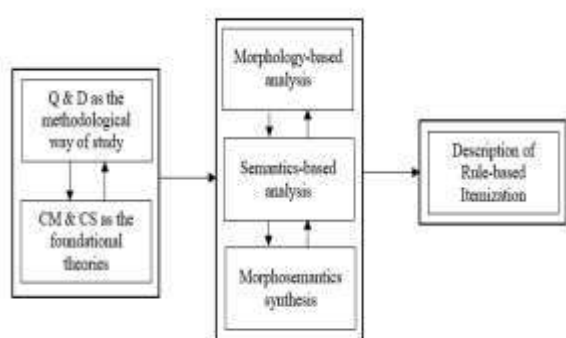 Q & D as the
methodological
way of study
CM & CS as the
foundational
theories
Morphology-based
analysis
Semantics-based
analysis
Morphosemantics
synthesis
Description of
Rule-based
Itemization